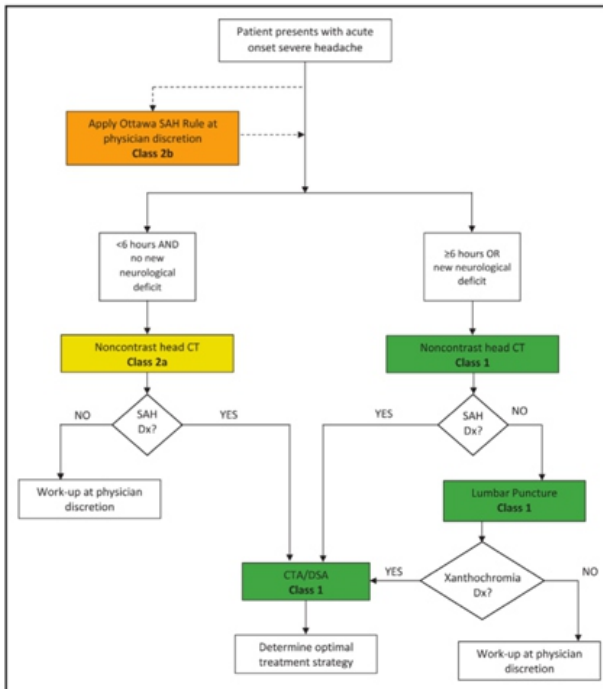 Patient presents with acute
onset severe headache
Apply Ottawa SAH Rule at
physician discretion
Class 2b
<6 hours AND
no new
neurological
deficit
≥6 hours OR
new neurological
deficit
Noncontrast head CT
Class 2a
Noncontrast head CT
Class 1
NO
SAH
Dx?
YES
YES
SAH
Dx?
NO
Work-up at physician
discretion
Lumbar Puncture
Class 1
CTA/DSA
Class 1
YES
Xanthochromia
Dx?
NO
Determine optimal
treatment strategy
Work-up at physician
discretion